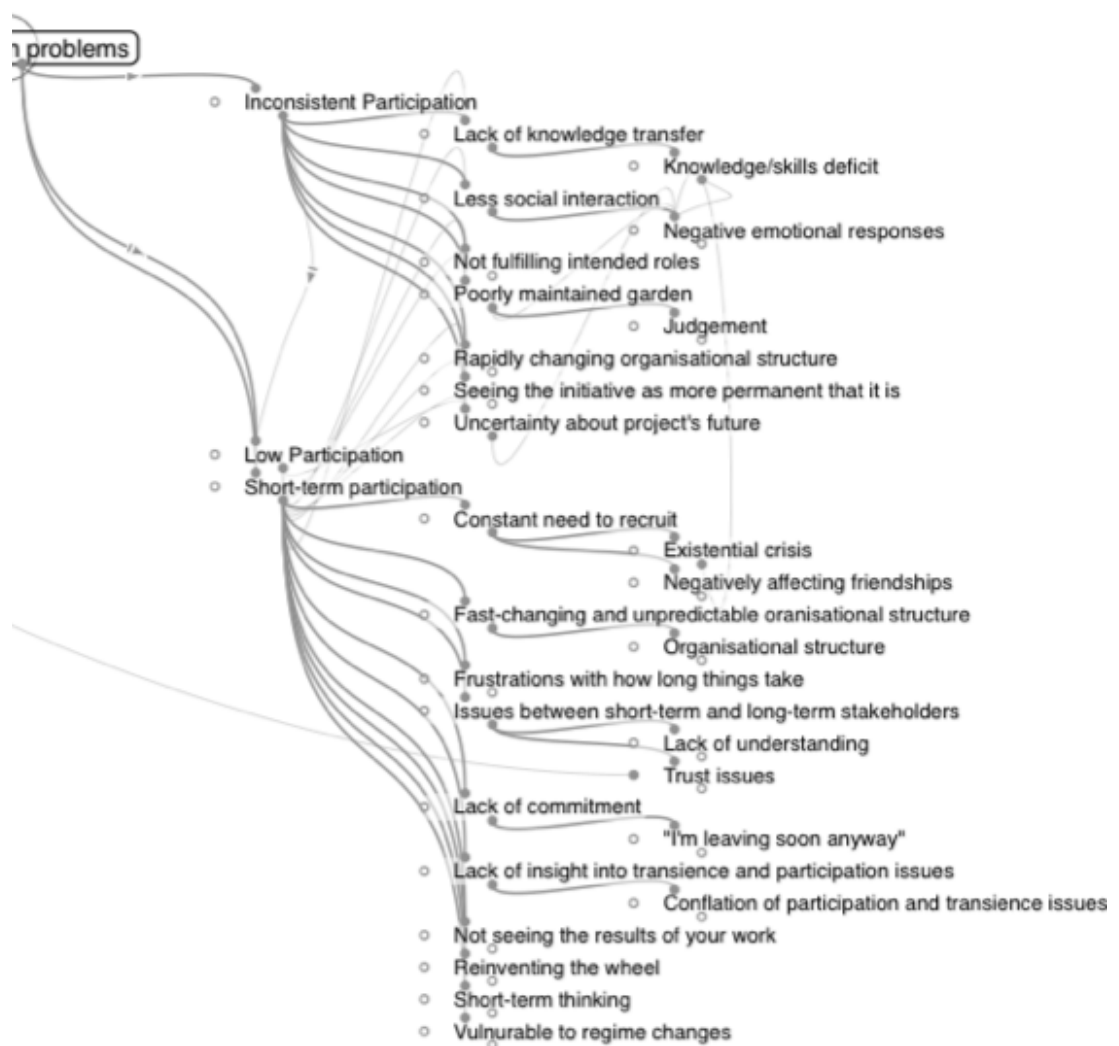 n problems
Inconsistent Participation
Lack of knowledge transfer
Knowledge/skills deficit
Less social interaction
Negative emotional responses
Not fulfilling intended roles
Poorly maintained garden
Judgement
Rapidly changing organisational structure
Seeing the initiative as more permanent that it is
Uncertainty about project's future
Low Participation
Short-term participation
Constant need to recruit
Existential crisis
Negatively affecting friendships
Fast-changing and unpredictable oranisational structure
Organisational structure
Frustrations with how long things take
Issues between short-term and long-term stakeholders
Lack of understanding
Trust issues
Lack of commitment
"I'm leaving soon anyway"
Lack of insight into transience and participation issues
Conflation of participation and transience issues
Not seeing the results of your work
Reinventing the wheel
Short-term thinking
Vulnurable to regime changes